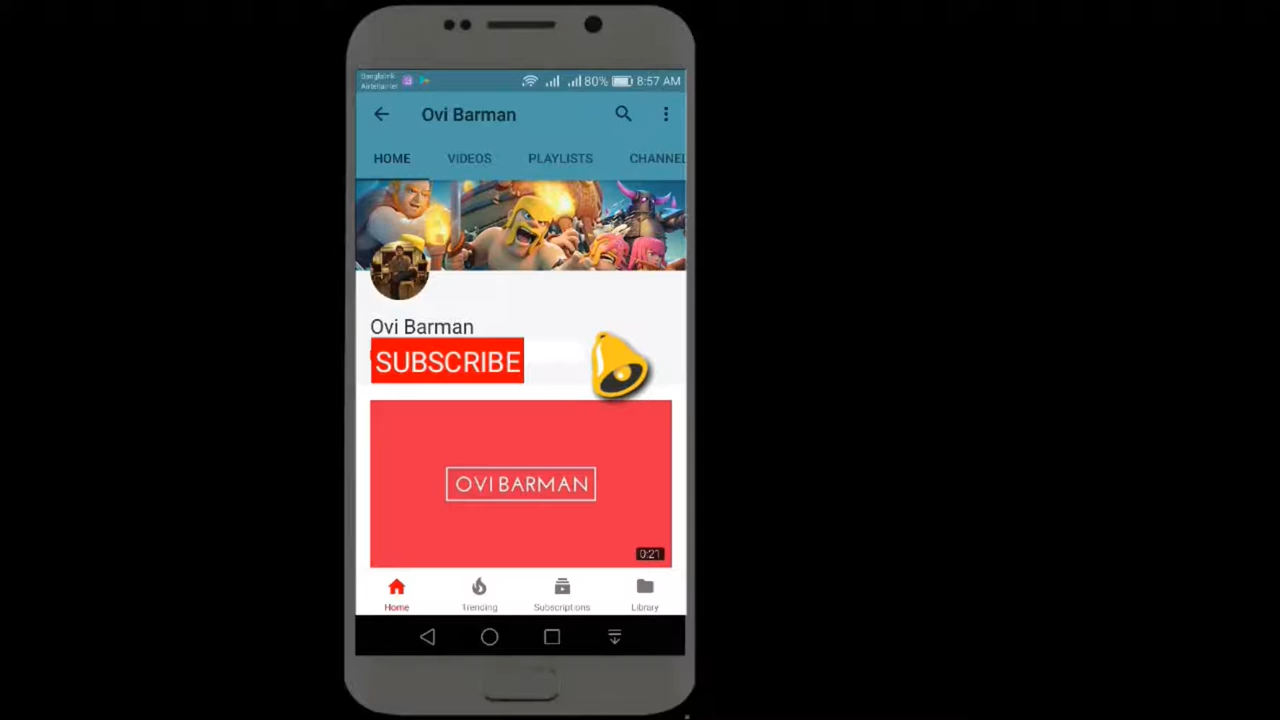 Banglalink
80% 8:57 AM
Ovi Barman
HOME VIDEOS PLAYLISTS CHANNEL
Ovi Barman
SUBSCRIBE
OVI BARMAN
0:21
Home Trending Subscriptions Library